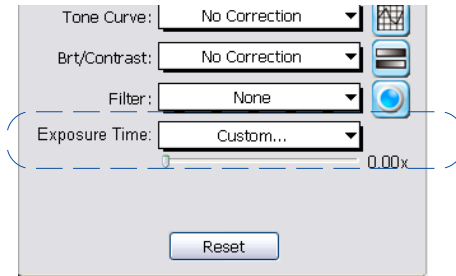 Tone Curve: No Correction
Brt/Contrast: No Correction
Filter: None
Exposure Time: Custom...
0.00x
Reset